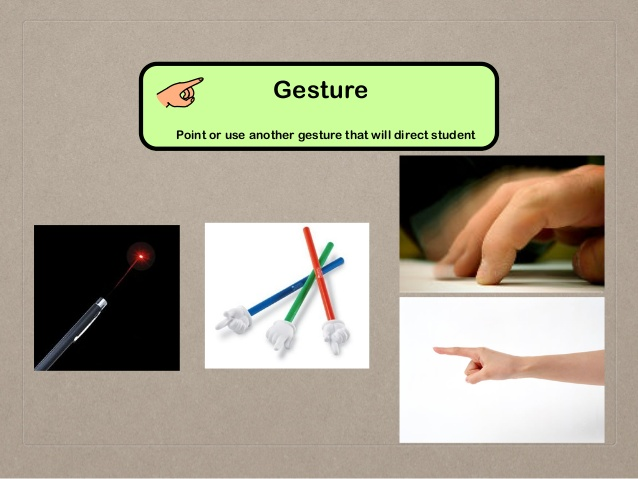 Gesture
Point or use another gesture that will direct student